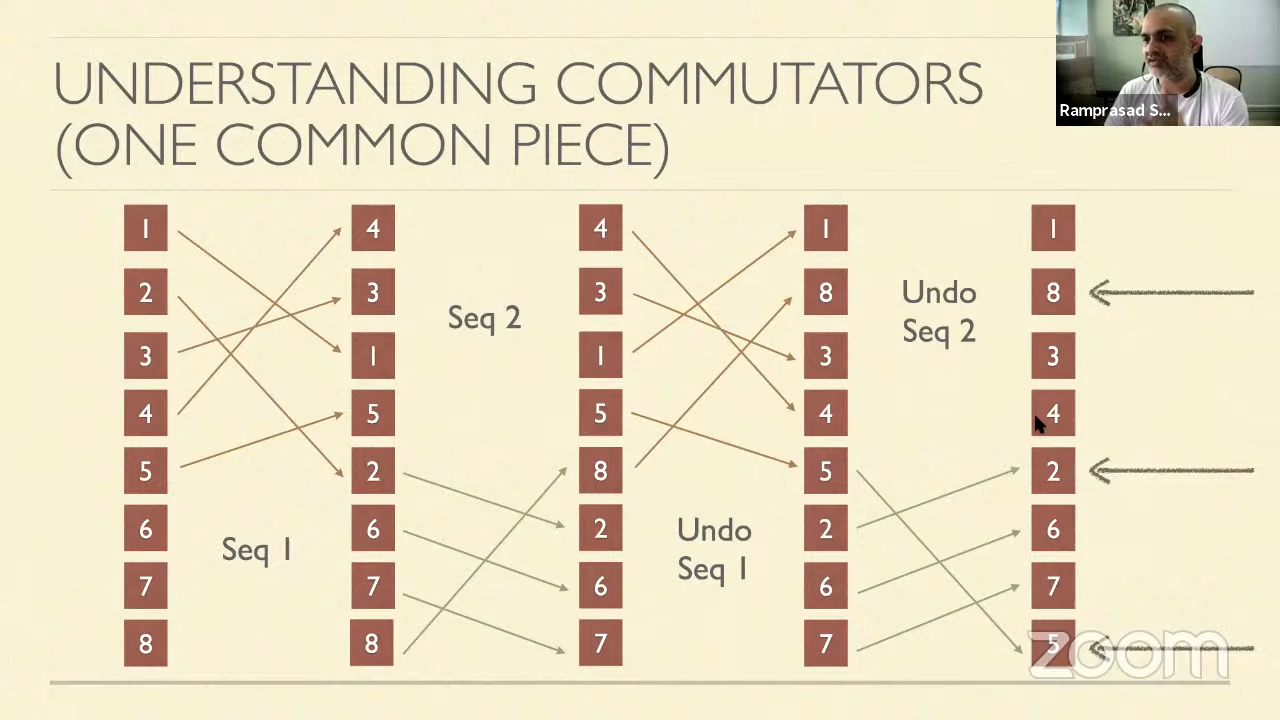 UNDERSTANDING COMMUTATORS
(ONE COMMON PIECE)
Ramprasad S...
1 4 4 1 1
2 3 3 8 8
Seq 2
Undo
Seq 2
3 1 1 3 3
4 5 5 4 4
5 2 8 5 2
6 6 2 2 6
Seq 1
Undo
Seq 1
7 7 6 6 7
8 8 7 7 5
zoom